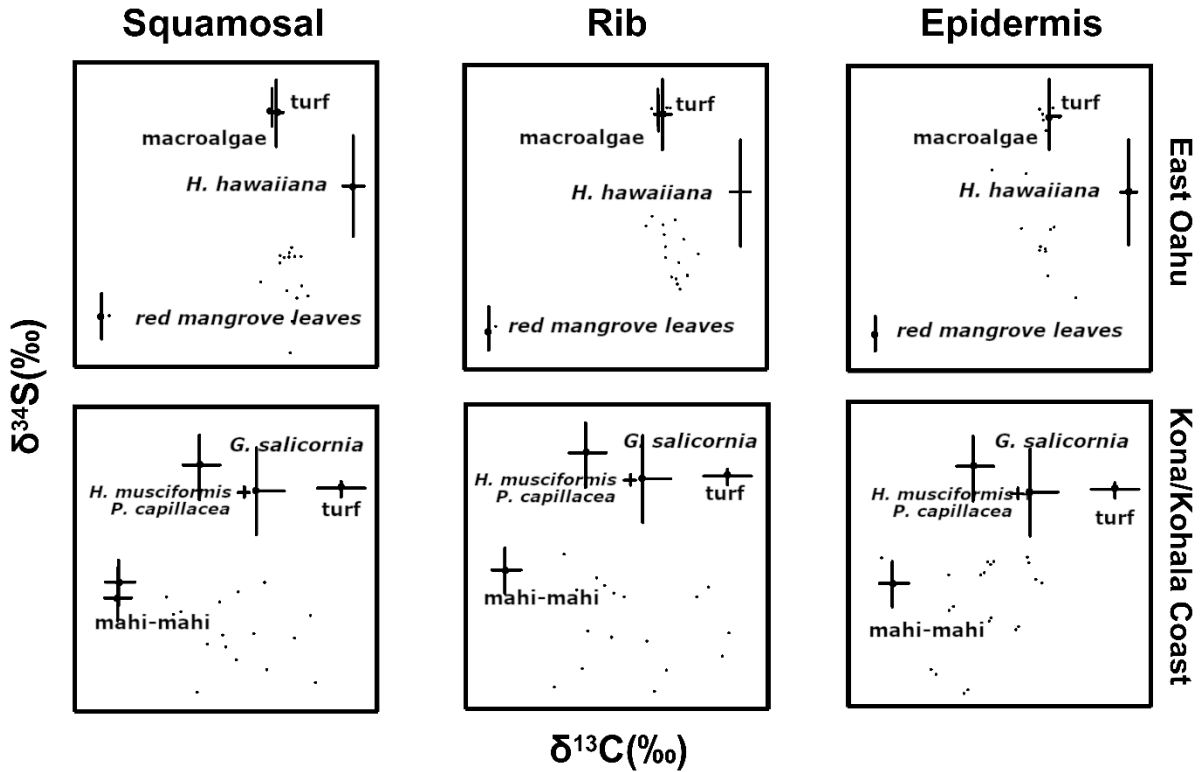 Squamosal
Rib
Epidermis
turf
macroalgae
H. hawaiiana
red mangrove leaves
turf
macroalgae
H. hawaiiana
red mangrove leaves
turf
macroalgae
H. hawaiiana
red mangrove leaves
East Oahu
δ³⁴S(‰)
G. salicornia
H. musciformis
P. capillacea
turf
mahi-mahi
G. salicornia
H. musciformis
P. capillacea
turf
mahi-mahi
G. salicornia
H. musciformis
P. capillacea
turf
mahi-mahi
Kona/Kohala Coast
δ¹³C(‰)